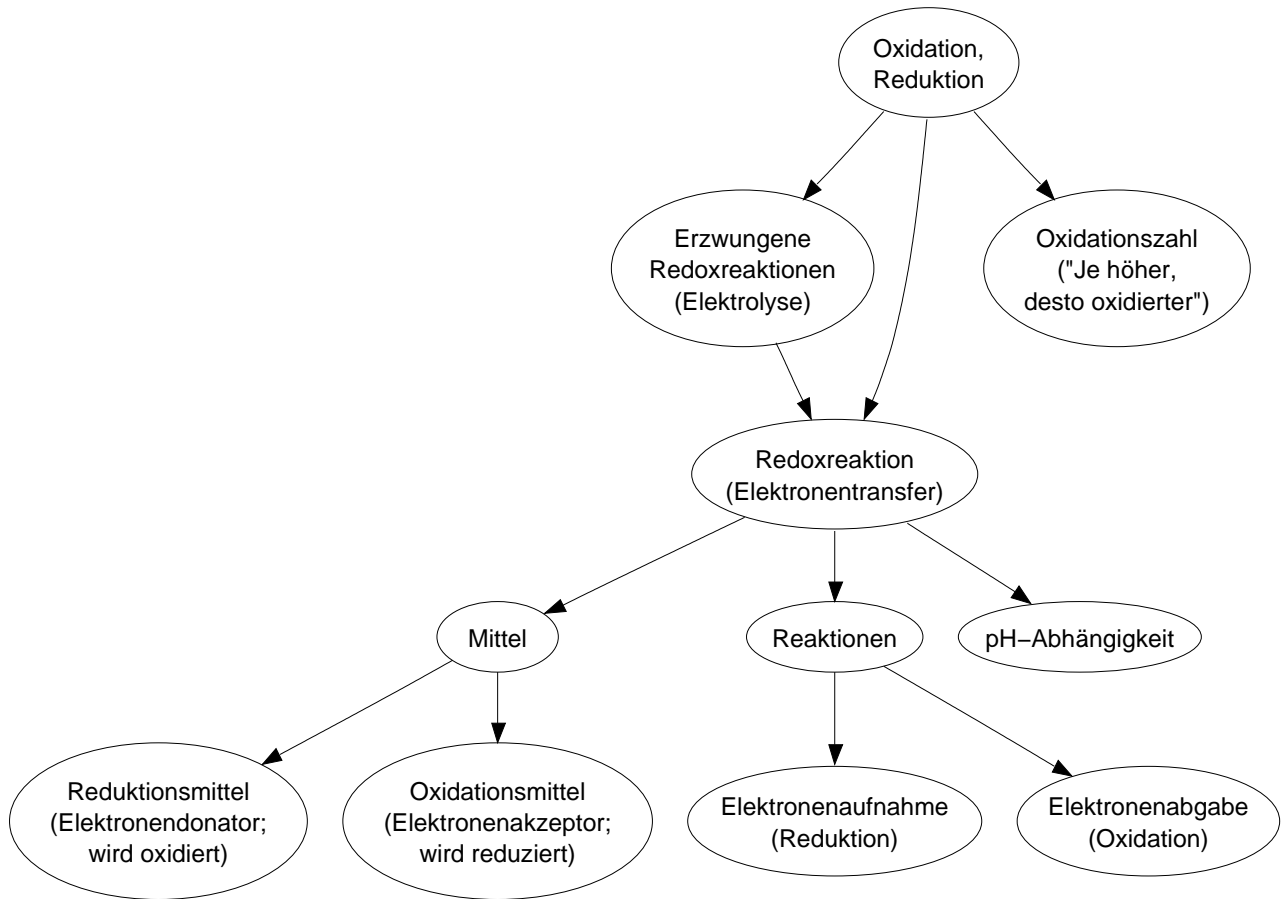 Oxidation,
Reduktion
Erzwungene
Redoxreaktionen
(Elektrolyse)
Oxidationszahl
("Je höher,
desto oxidierter")
Redoxreaktion
(Elektronentransfer)
Mittel
Reaktionen
pH−Abhängigkeit
Reduktionsmittel
(Elektronendonator;
wird oxidiert)
Oxidationsmittel
(Elektronenakzeptor;
wird reduziert)
Elektronenaufnahme
(Reduktion)
Elektronenabgabe
(Oxidation)